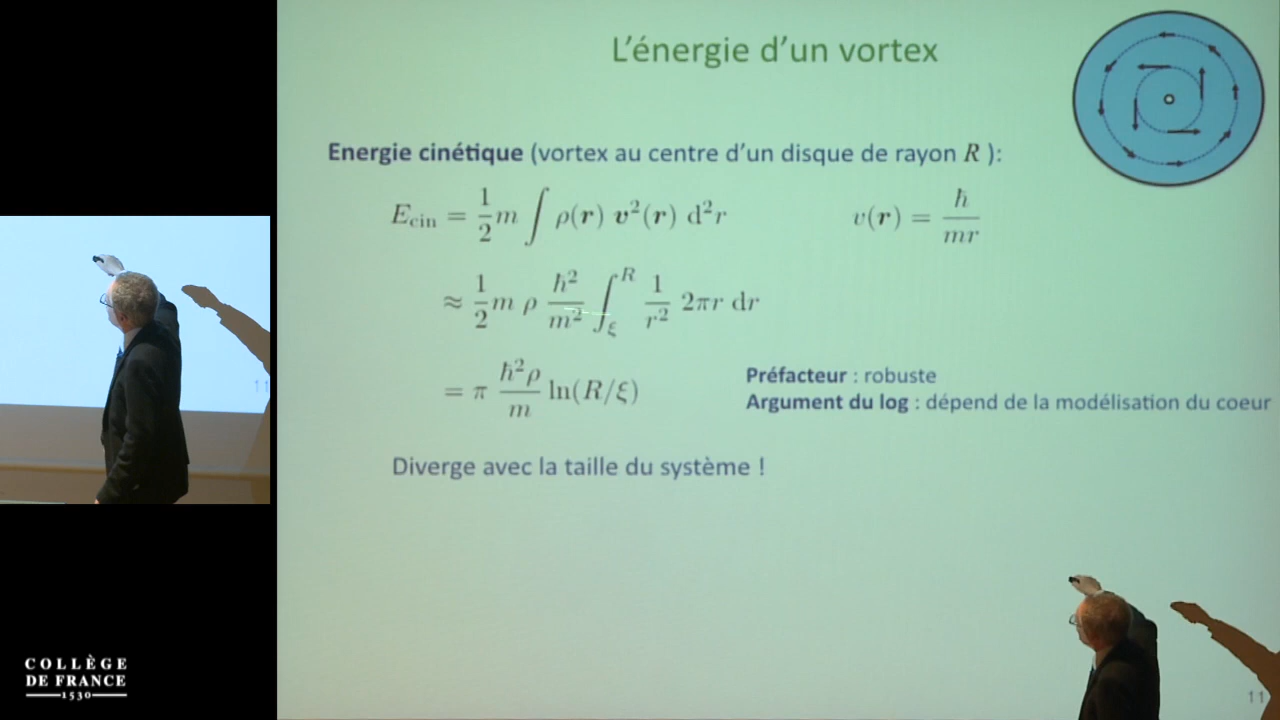 L'énergie d'un vortex
Energie cinétique (vortex au centre d'un disque de rayon R ):
E_cin = 1/2 m ∫ ρ(r) v²(r) d²r
v(r) = ħ/mr
≈ 1/2 m ρ ħ²/m² ∫_ξ^R 1/r² 2πr dr
= π ħ²ρ/m ln(R/ξ)
Préfacteur : robuste
Argument du log : dépend de la modélisation du coeur
Diverge avec la taille du système !
11
11
COLLÈGE
DE FRANCE
1530